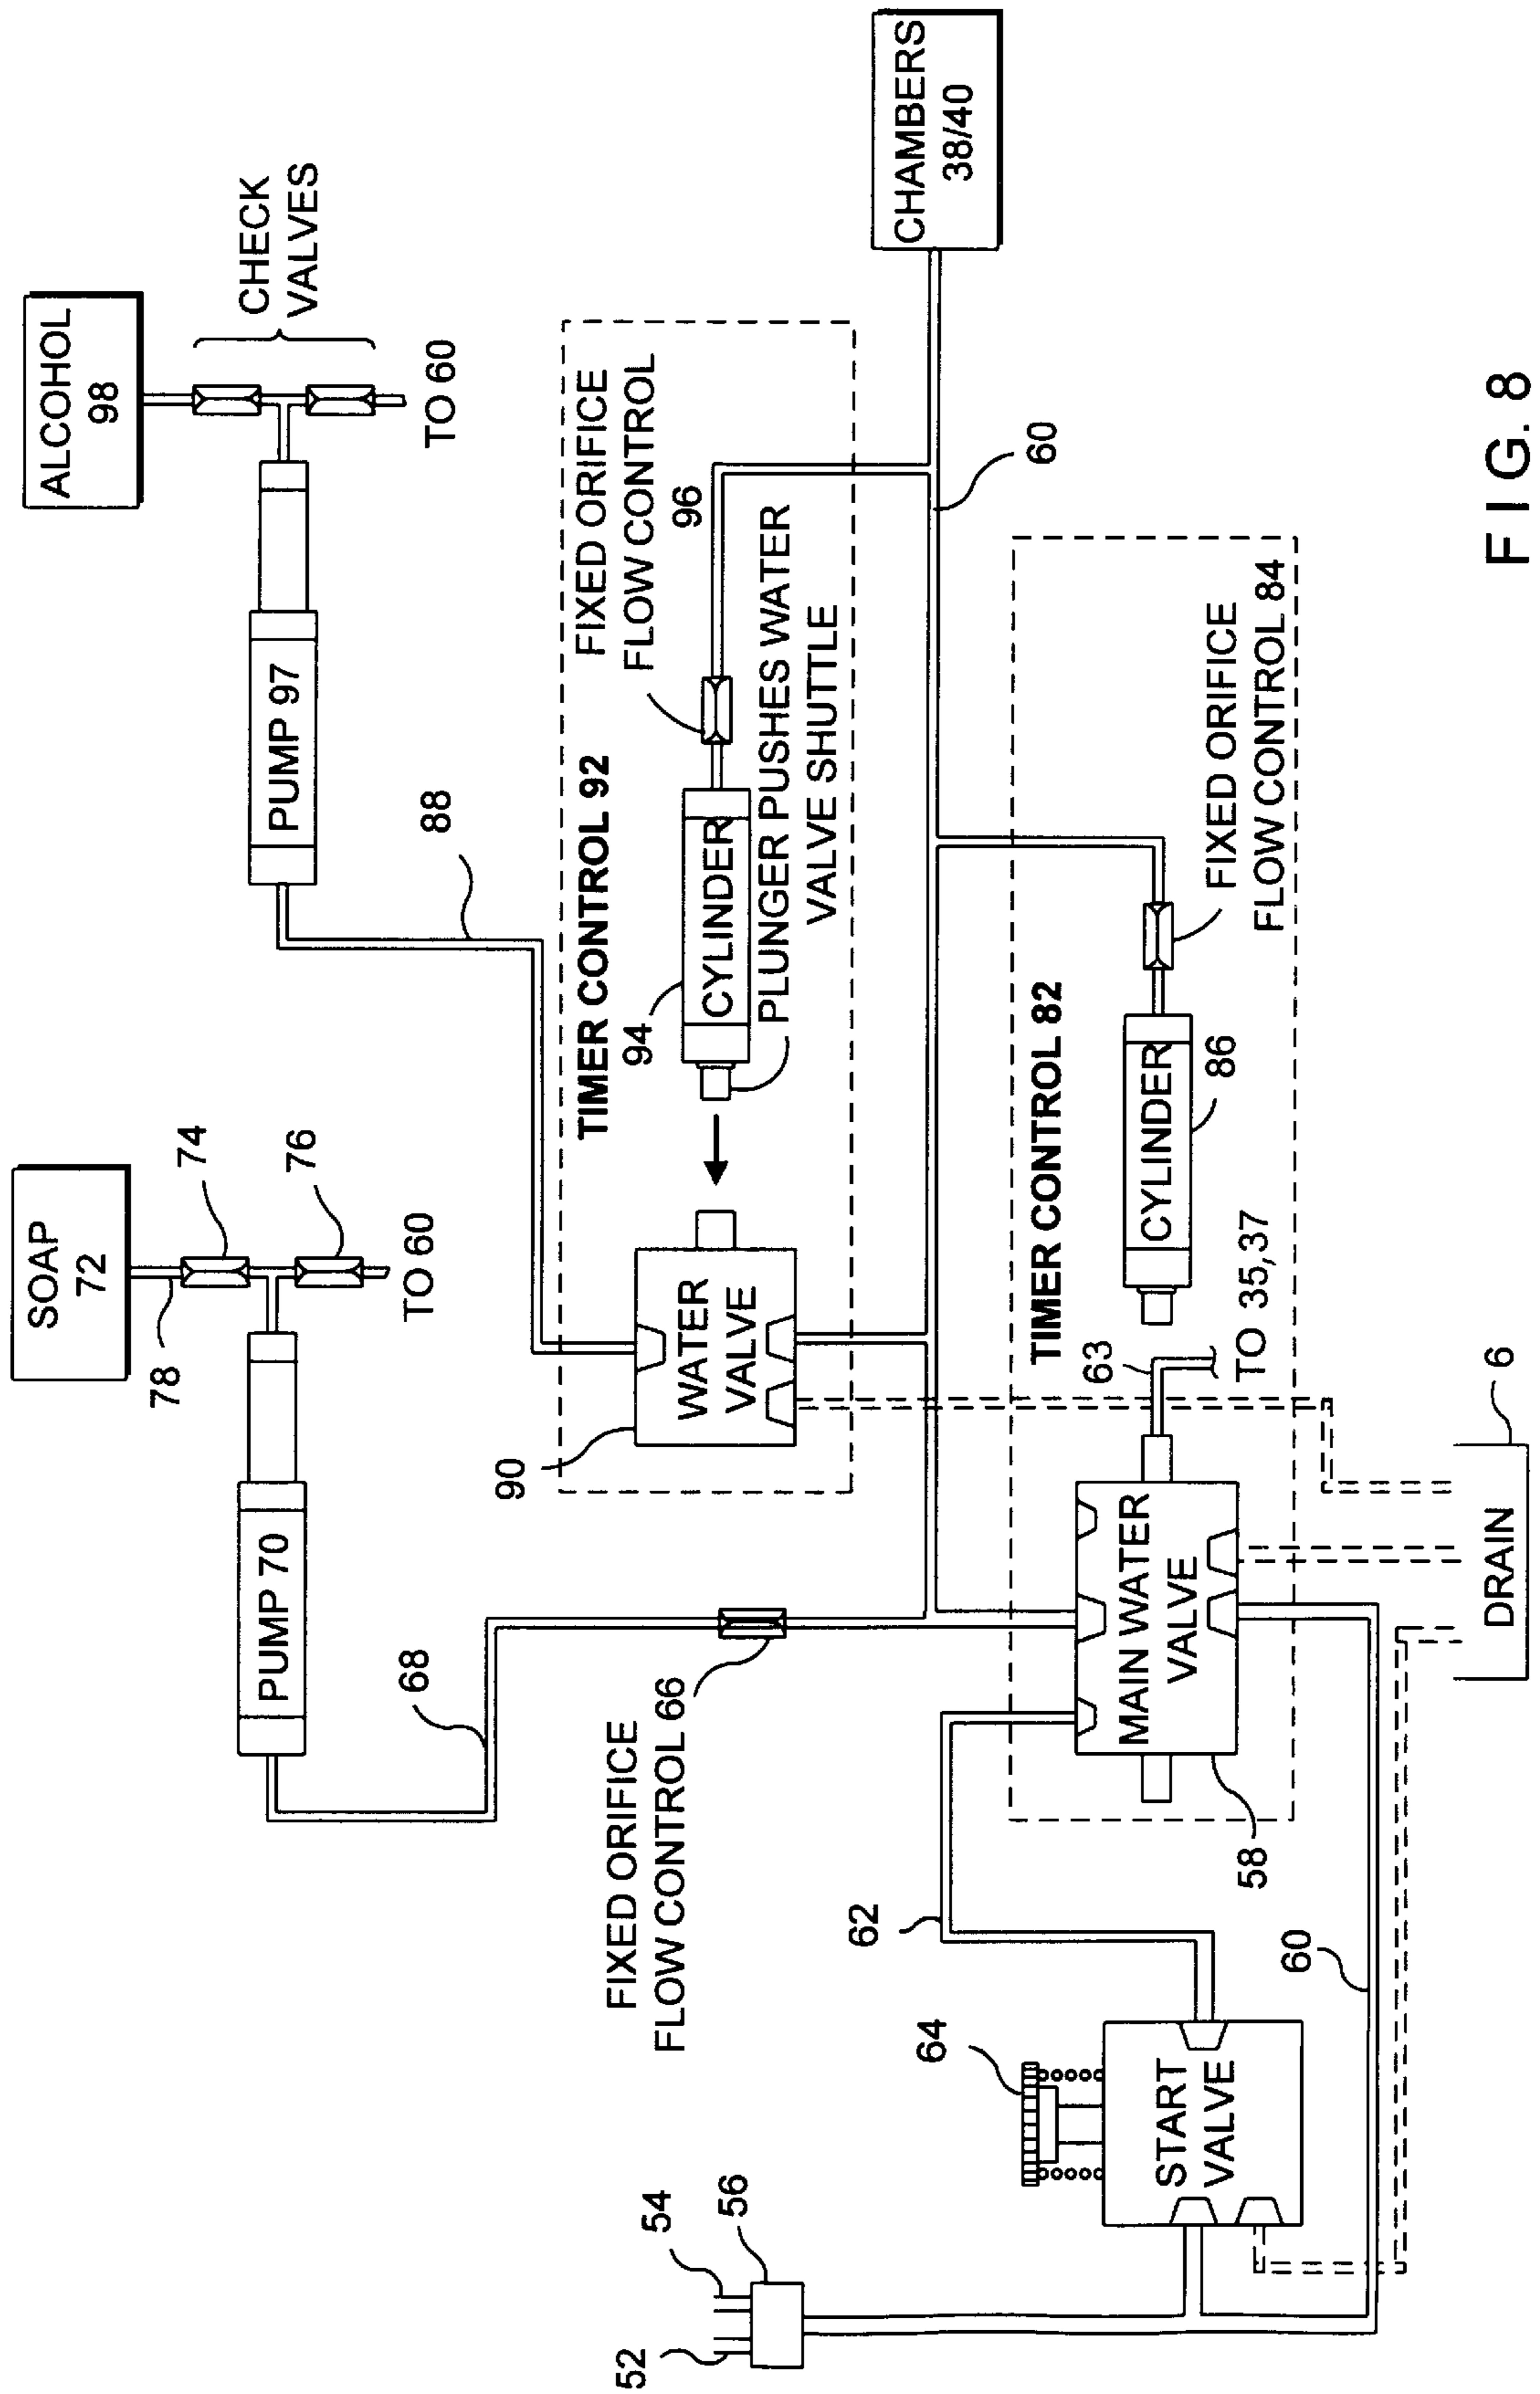 SOAP
72
ALCOHOL
98
74
76
78
TO 60
CHECK
VALVES
TO 60
PUMP 70
PUMP 97
68
88
FIXED ORIFICE
FLOW CONTROL 66
TIMER CONTROL 92
FIXED ORIFICE
FLOW CONTROL
90
WATER
VALVE
94
CYLINDER
96
PLUNGER PUSHES WATER
VALVE SHUTTLE
CHAMBERS
38/40
60
52
54
56
64
START
VALVE
62
60
58
MAIN WATER
VALVE
TIMER CONTROL 82
63
TO 35,37
CYLINDER
86
FIXED ORIFICE
FLOW CONTROL 84
DRAIN
6
FIG. 8